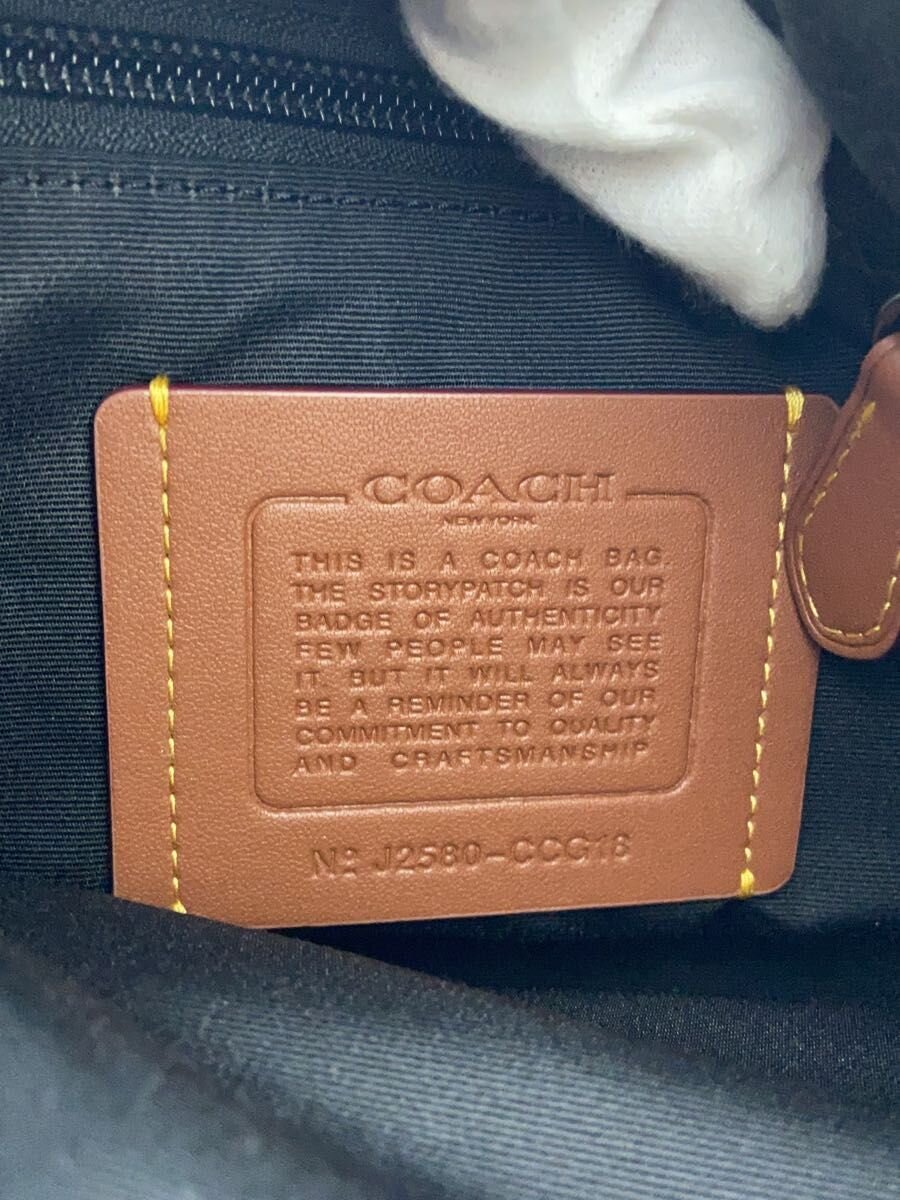 COACH
NEW YORK
THIS IS A COACH BAG.
THE STORYPATCH IS OUR
BADGE OF AUTHENTICITY
FEW PEOPLE MAY SEE
IT. BUT IT WILL ALWAYS
BE A REMINDER OF OUR
COMMITMENT TO QUALITY
AND CRAFTSMANSHIP
Nº J2580-CCG18